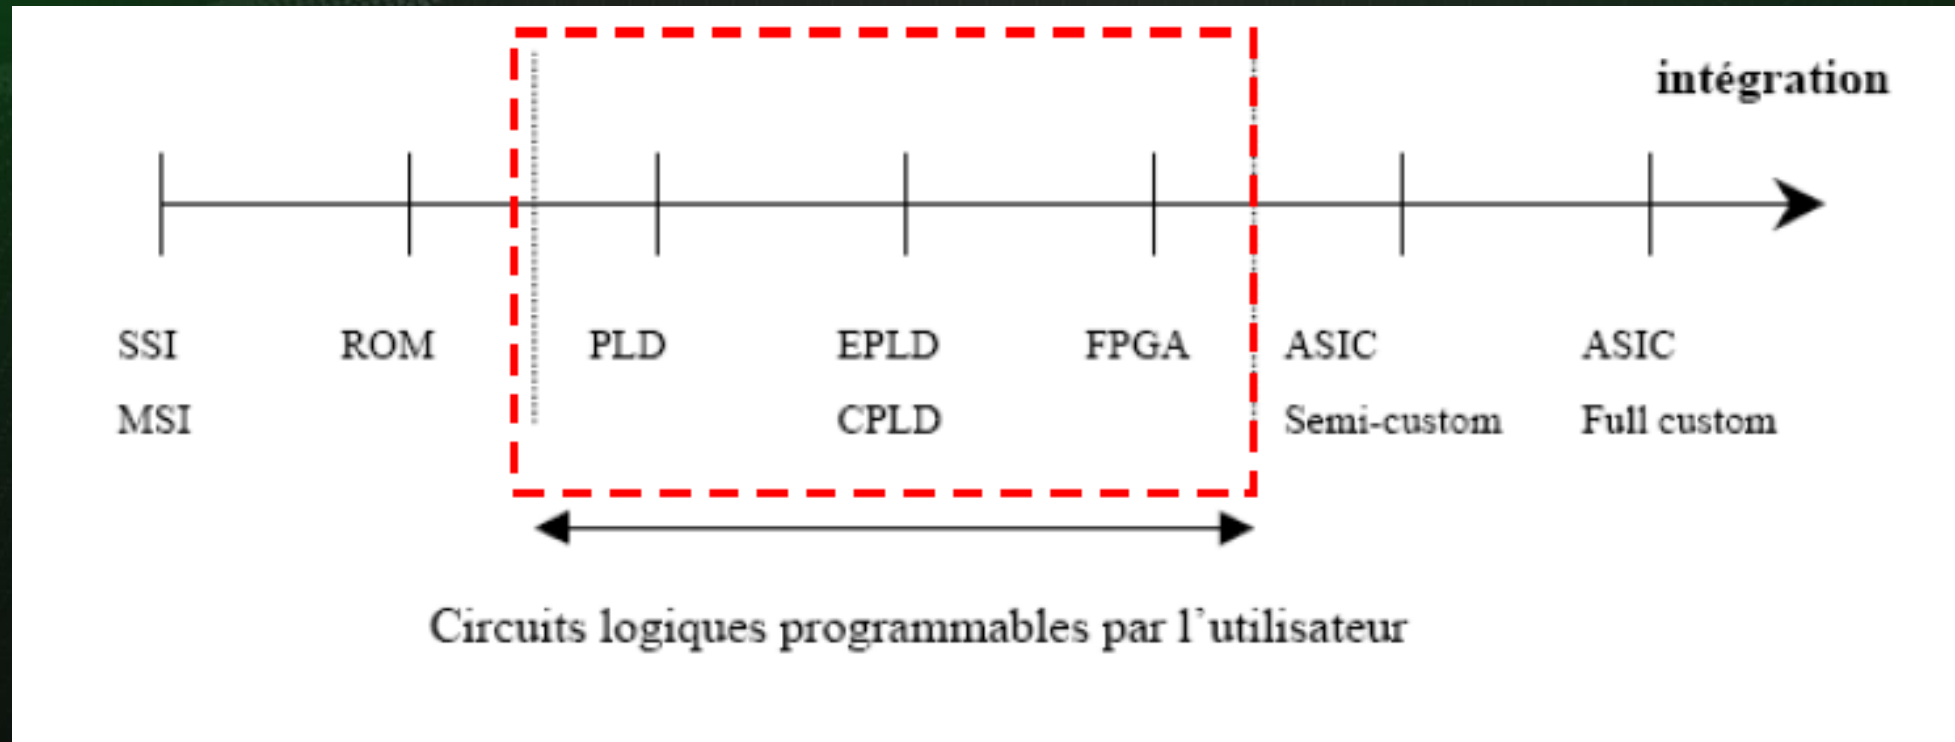 intégration
SSI ROM PLD EPLD FPGA ASIC ASIC
MSI CPLD Semi-custom Full custom
Circuits logiques programmables par l'utilisateur